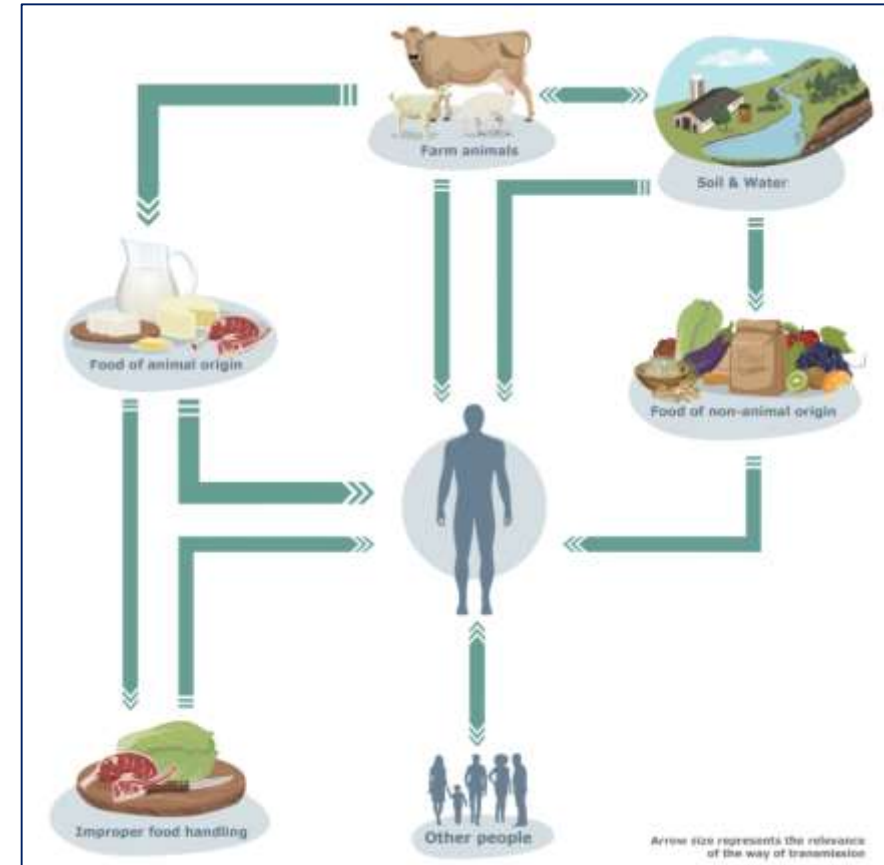 Farm animals
Soil & Water
Food of animal origin
Food of non-animal origin
Improper food handling
Other people
Arrow size represents the relevance
of the way of transmission